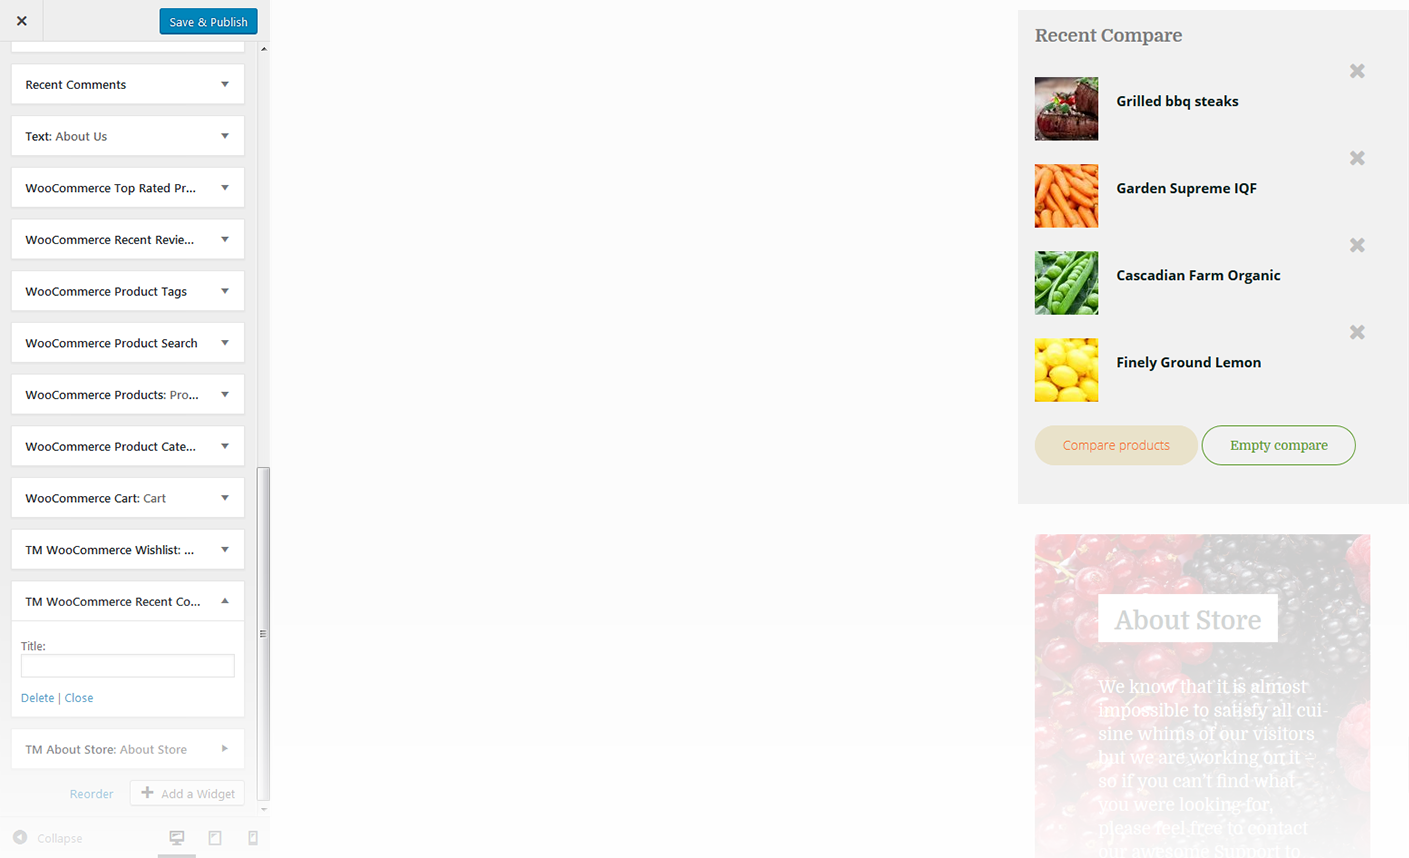 Save & Publish
Recent Comments
Text: About Us
WooCommerce Top Rated Pr...
WooCommerce Recent Revie...
WooCommerce Product Tags
WooCommerce Product Search
WooCommerce Products: Pro...
WooCommerce Product Cate...
WooCommerce Cart: Cart
TM WooCommerce Wishlist: ...
TM WooCommerce Recent Co...
Title:
Delete | Close
TM About Store: About Store
Reorder
Add a Widget
Collapse
Recent Compare
Grilled bbq steaks
Garden Supreme IQF
Cascadian Farm Organic
Finely Ground Lemon
Compare products
Empty compare
About Store
We know that it is almost
impossible to satisfy all cui-
sine whims of our visitors
but we are working on it –
so if you can't find what
you were looking for,
please feel free to contact
our awesome Support to